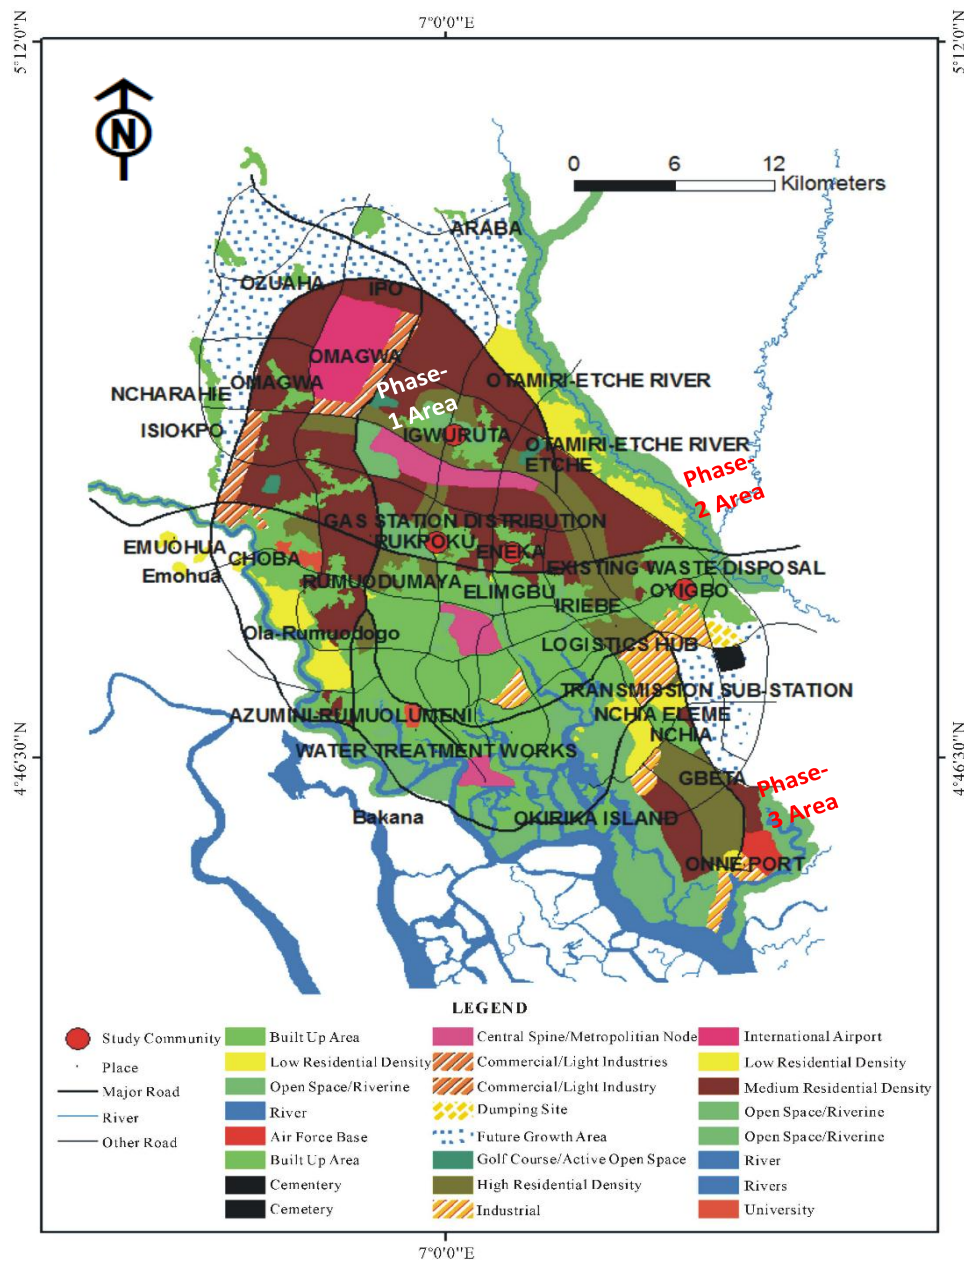 7°0'0"E
5°12'0"N
5°12'0"N
N
0 6 12
Kilometers
ARABA
OZUAHA
IPO
OMAGWA
OMAGWA
NCHARAHIE
Phase-
1 Area
OTAMIRI-ETCHE RIVER
ISIOKPO
IGWURUTA
OTAMIRI-ETCHE RIVER
ETCHE
Phase-
2 Area
GAS STATION DISTRIBUTION
RUKPOKU
ENEKA
EMUOHUA
CHOBA
Emohua
EXISTING WASTE DISPOSAL
RUMUODUMAYA
ELIMGBU
OYIGBO
IRIEBE
Ola-Rumuodogo
LOGISTICS HUB
TRANSMISSION SUB-STATION
AZUMINI-RUMUOLUMENI
NCHIA ELEME
NCHIA
WATER TREATMENT WORKS
4°46'30"N
4°46'30"N
GBETA
Phase-
3 Area
Bakana
OKIRIKA ISLAND
ONNE PORT
LEGEND
Study Community
Place
Major Road
River
Other Road
Built Up Area
Low Residential Density
Open Space/Riverine
River
Air Force Base
Built Up Area
Cementery
Cemetery
Central Spine/Metropolitian Node
Commercial/Light Industries
Commercial/Light Industry
Dumping Site
Future Growth Area
Golf Course/Active Open Space
High Residential Density
Industrial
International Airport
Low Residential Density
Medium Residential Density
Open Space/Riverine
Open Space/Riverine
River
Rivers
University
7°0'0"E